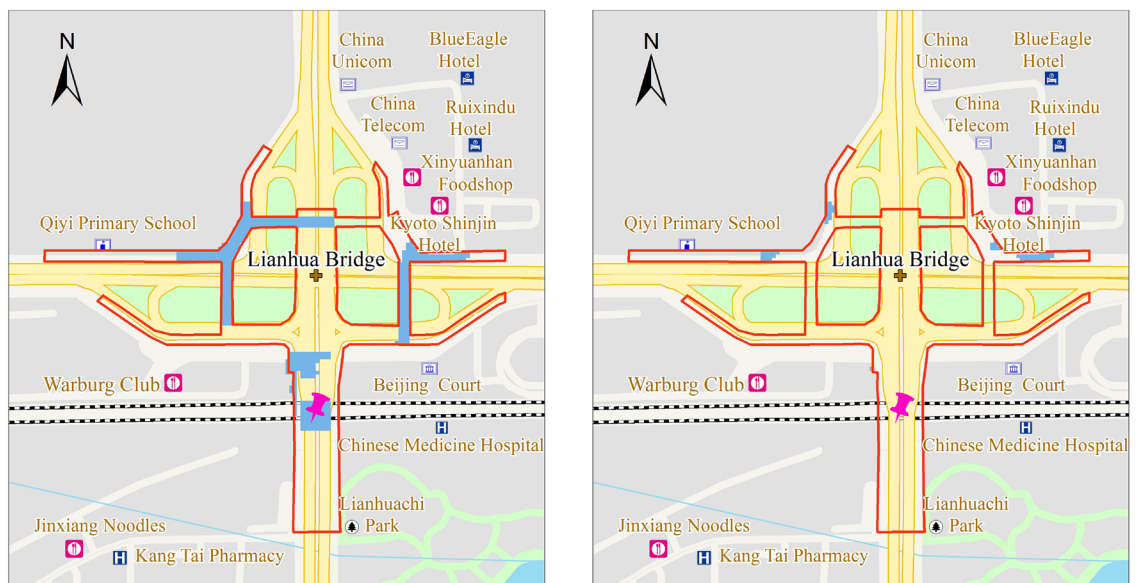 N
China
Unicom
BlueEagle
Hotel
China
Telecom
Ruixindu
Hotel
Xinyuanhan
Foodshop
Qiyi Primary School
Kyoto Shinjin
Hotel
Lianhua Bridge
Warburg Club
Beijing Court
Chinese Medicine Hospital
Lianhuachi
Park
Jinxiang Noodles
H Kang Tai Pharmacy
H
N
China
Unicom
BlueEagle
Hotel
China
Telecom
Ruixindu
Hotel
Xinyuanhan
Foodshop
Qiyi Primary School
Kyoto Shinjin
Hotel
Lianhua Bridge
Warburg Club
Beijing Court
H
Chinese Medicine Hospital
Lianhuachi
Park
Jinxiang Noodles
H Kang Tai Pharmacy